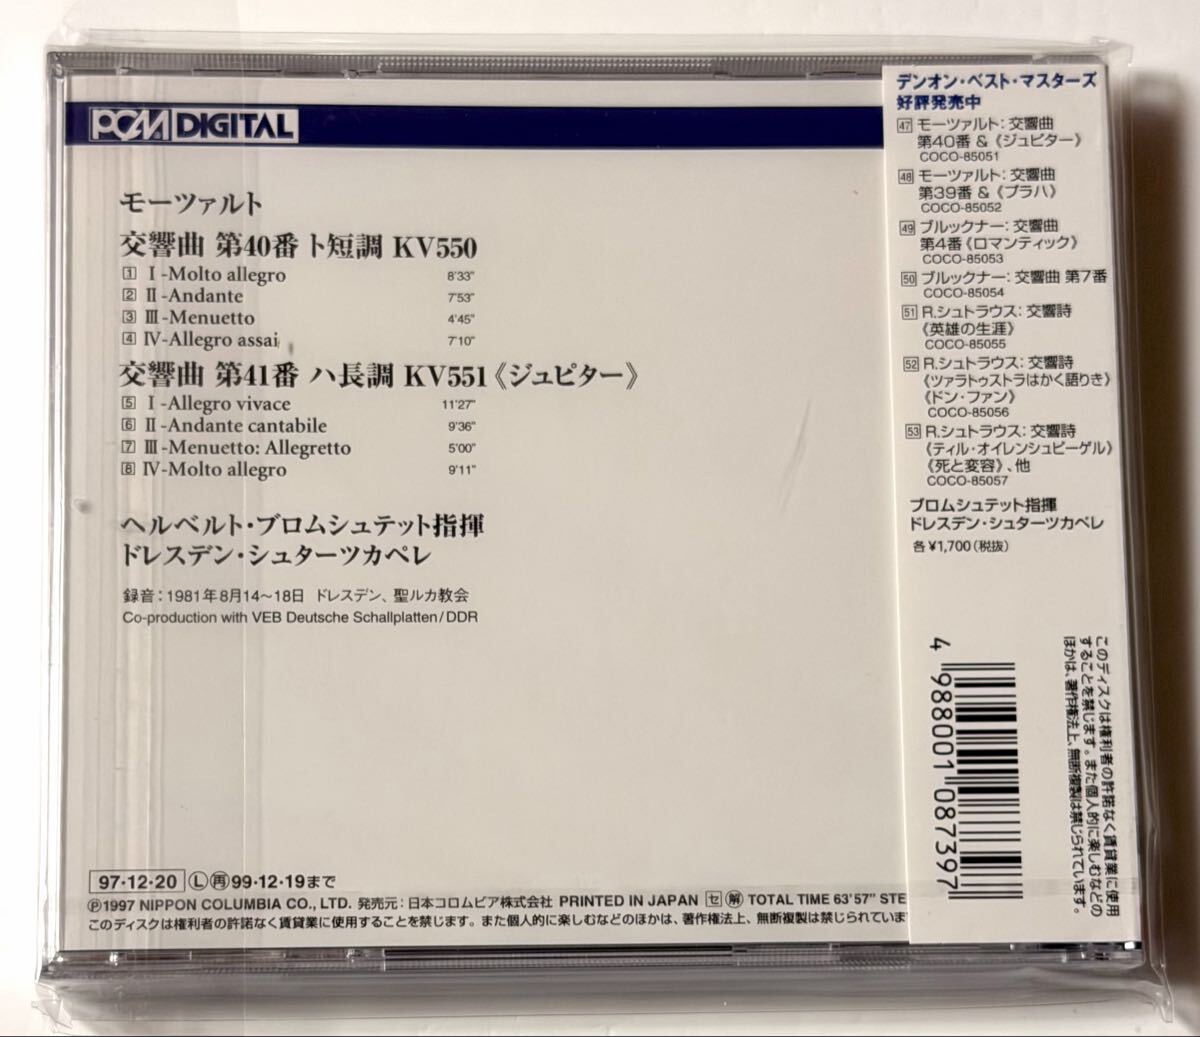 PCM DIGITAL
モーツァルト
交響曲 第40番 ト短調 KV550
1 I-Molto allegro 8'33"
2 II-Andante 7'53"
3 III-Menuetto 4'45"
4 IV-Allegro assai 7'10"
交響曲 第41番 ハ長調 KV551《ジュピター》
5 I-Allegro vivace 11'27"
6 II-Andante cantabile 9'36"
7 III-Menuetto: Allegretto 5'00"
8 IV-Molto allegro 9'11"
ヘルベルト・ブロムシュテット指揮
ドレスデン・シュターツカペレ
録音：1981年8月14〜18日 ドレスデン、聖ルカ教会
Co-production with VEB Deutsche Schallplatten/DDR
97・12・20 Ⓛ㊢99・12・19まで
Ⓟ1997 NIPPON COLUMBIA CO., LTD. 発売元：日本コロムビア株式会社 PRINTED IN JAPAN セ 解 TOTAL TIME 63'57" STE
このディスクは権利者の許諾なく賃貸業に使用することを禁じます。また個人的に楽しむなどのほかは、著作権法上、無断複製は禁じられています
デンオン・ベスト・マスターズ
好評発売中
47 モーツァルト：交響曲
第40番 &《ジュピター》
COCO-85051
48 モーツァルト：交響曲
第39番 &《プラハ》
COCO-85052
49 ブルックナー：交響曲
第4番《ロマンティック》
COCO-85053
50 ブルックナー：交響曲 第7番
COCO-85054
51 R.シュトラウス：交響詩
《英雄の生涯》
COCO-85055
52 R.シュトラウス：交響詩
《ツァラトゥストラはかく語りき》
《ドン・ファン》
COCO-85056
53 R.シュトラウス：交響詩
《ティル・オイレンシュピーゲル》
《死と変容》、他
COCO-85057
ブロムシュテット指揮
ドレスデン・シュターツカペレ
各¥1,700（税抜）
4 988001 087397
このディスクは権利者の許諾なく賃貸業に使用
することを禁じます。また個人的に楽しむなどの
ほかは、著作権法上、無断複製は禁じられています。